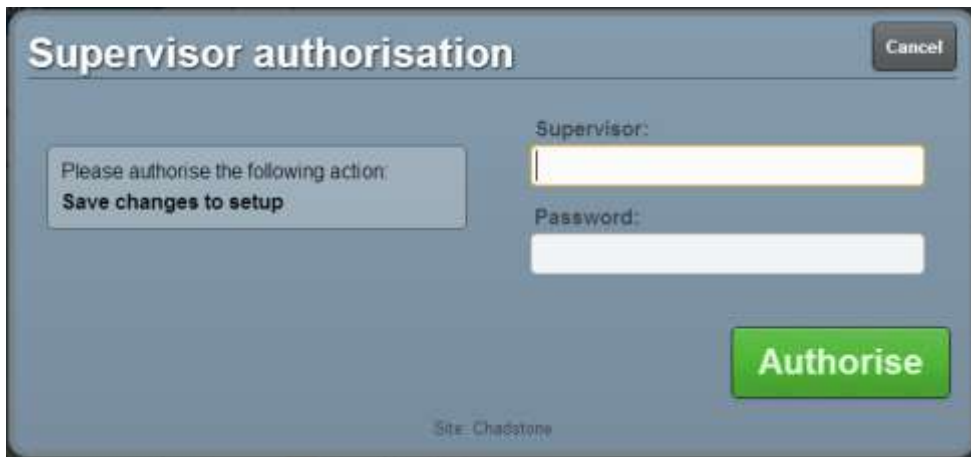 Supervisor authorisation
Cancel
Please authorise the following action:
Save changes to setup
Supervisor:
Password:
Authorise
Site: Chadstone